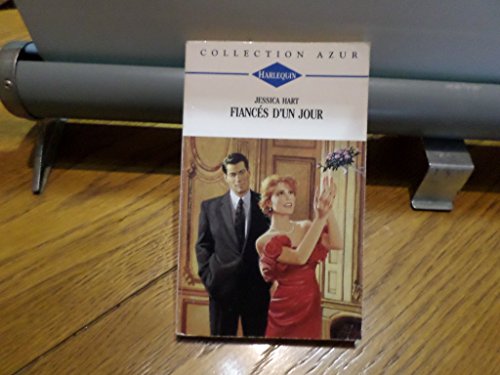 COLLECTION AZUR
HARLEQUIN
JESSICA HART
FIANCÉS D'UN JOUR